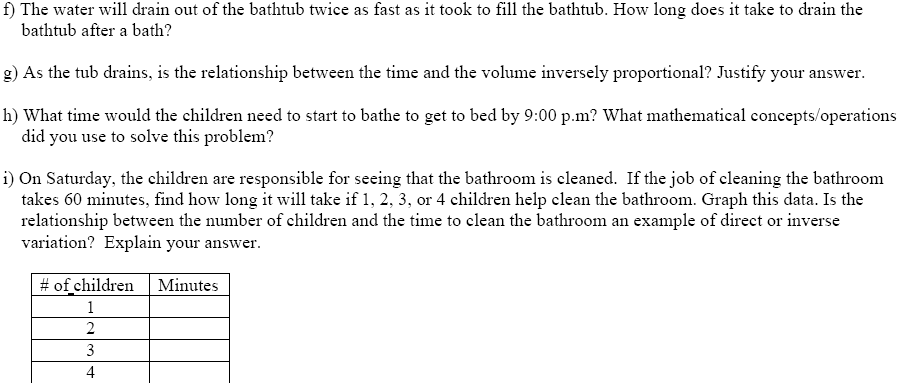 f) The water will drain out of the bathtub twice as fast as it took to fill the bathtub. How long does it take to drain the
bathtub after a bath?
g) As the tub drains, is the relationship between the time and the volume inversely proportional? Justify your answer.
h) What time would the children need to start to bathe to get to bed by 9:00 p.m? What mathematical concepts/operations
did you use to solve this problem?
i) On Saturday, the children are responsible for seeing that the bathroom is cleaned. If the job of cleaning the bathroom
takes 60 minutes, find how long it will take if 1, 2, 3, or 4 children help clean the bathroom. Graph this data. Is the
relationship between the number of children and the time to clean the bathroom an example of direct or inverse
variation? Explain your answer.
# of children Minutes
1
2
3
4